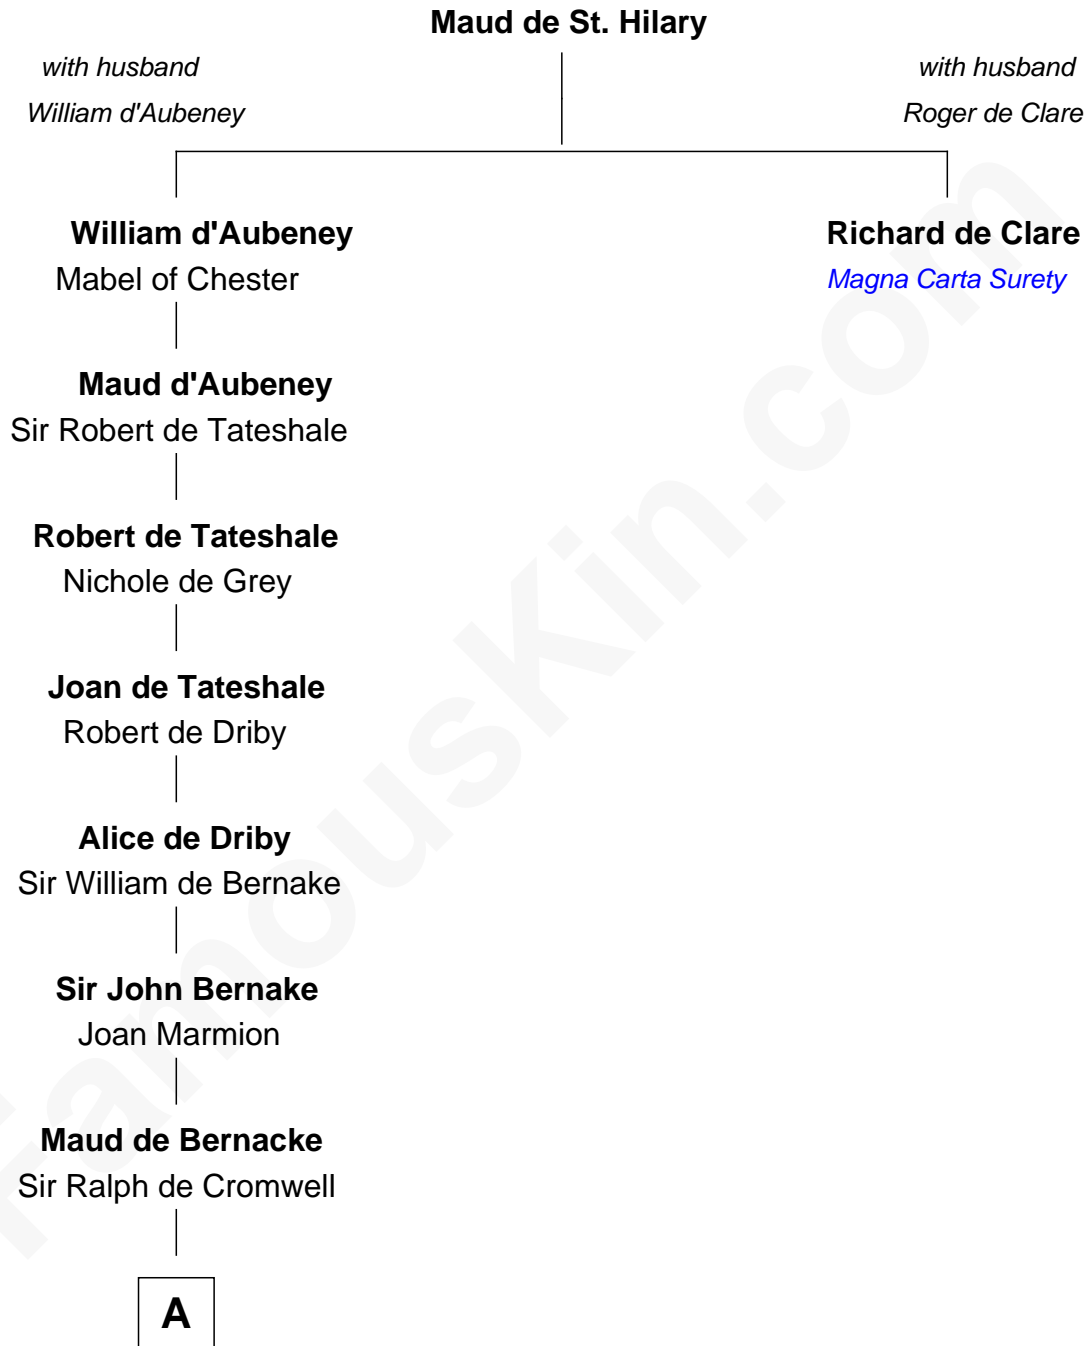 Maud de St. Hilary
with husband
William d'Aubeney
with husband
Roger de Clare
William d'Aubeney
Mabel of Chester
Richard de Clare
Magna Carta Surety
Maud d'Aubeney
Sir Robert de Tateshale
Robert de Tateshale
Nichole de Grey
Joan de Tateshale
Robert de Driby
Alice de Driby
Sir William de Bernake
Sir John Bernake
Joan Marmion
Maud de Bernacke
Sir Ralph de Cromwell
A
FamousKin.com